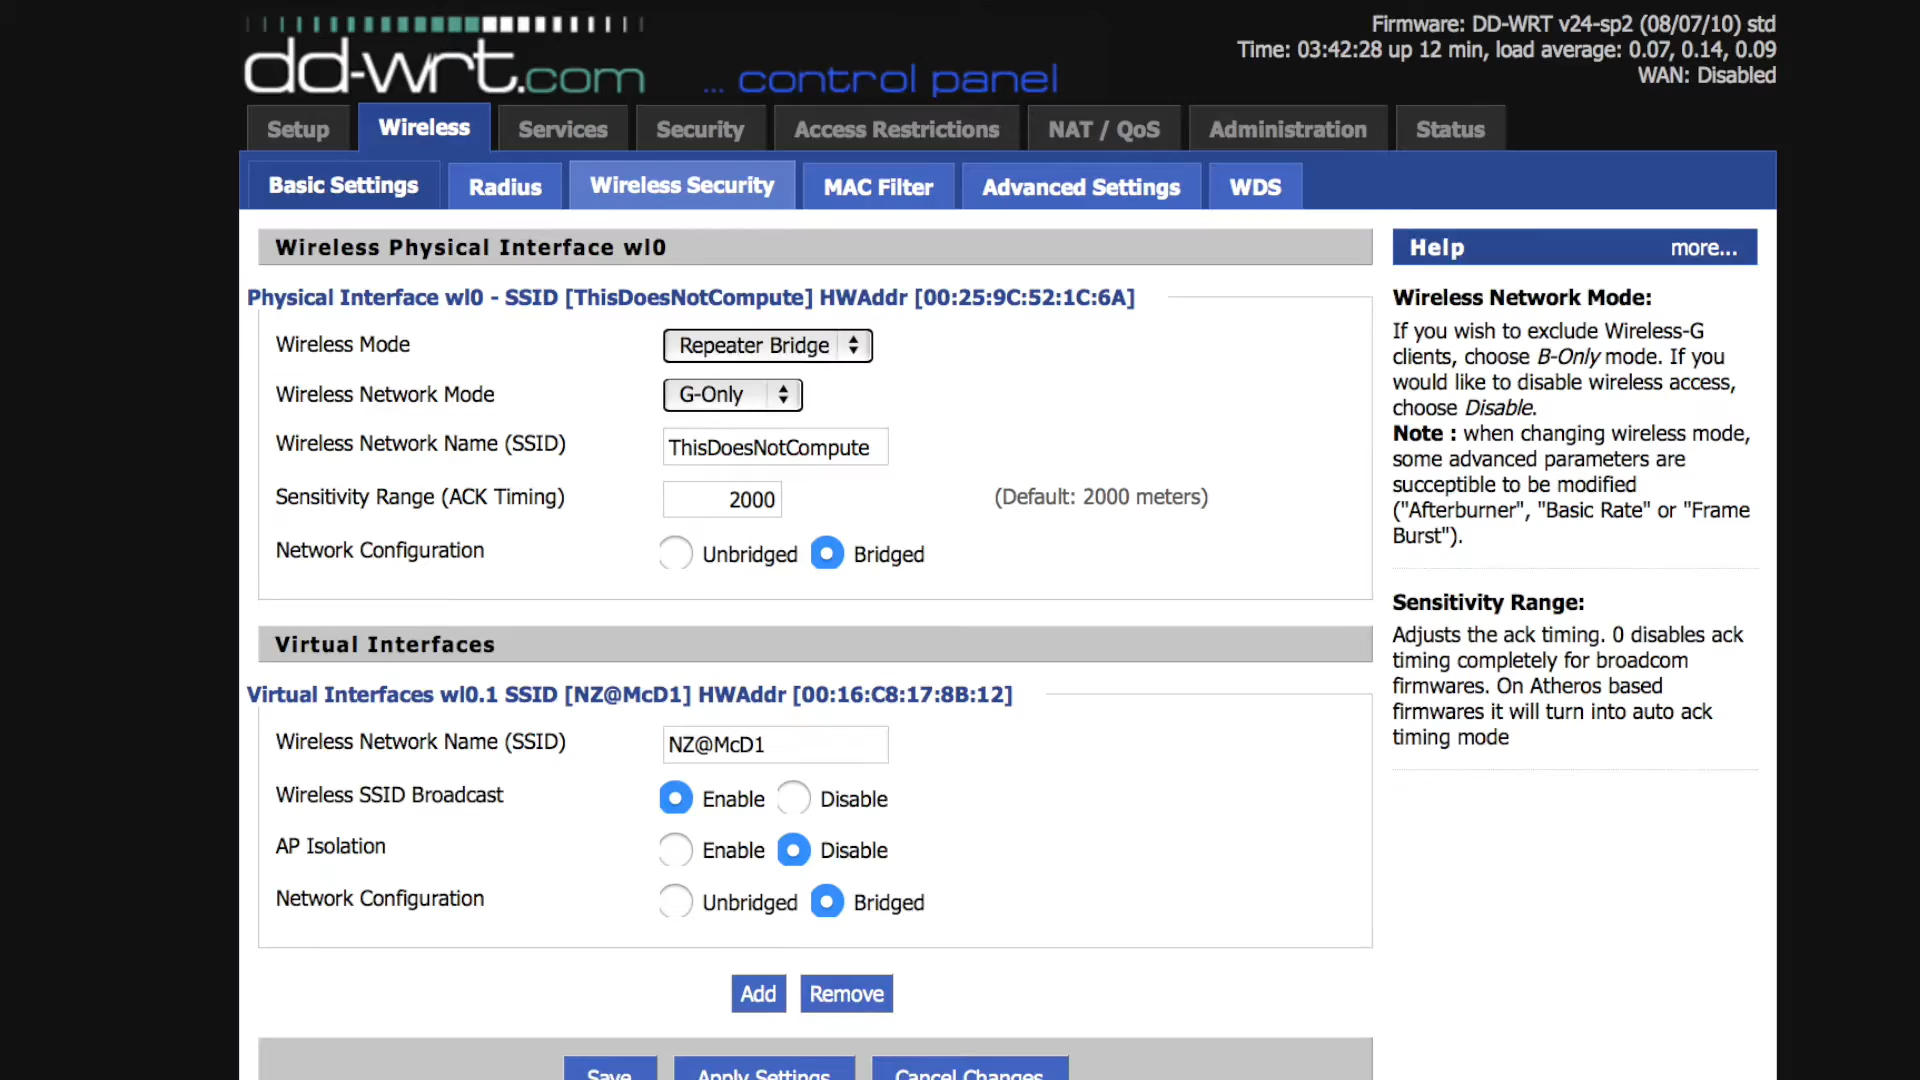 dd-wrt.com ... control panel
Firmware: DD-WRT v24-sp2 (08/07/10) std
Time: 03:42:28 up 12 min, load average: 0.07, 0.14, 0.09
WAN: Disabled
Setup Wireless Services Security Access Restrictions NAT / QoS Administration Status
Basic Settings Radius Wireless Security MAC Filter Advanced Settings WDS
Wireless Physical Interface wl0
Physical Interface wl0 - SSID [ThisDoesNotCompute] HWAddr [00:25:9C:52:1C:6A]
Wireless Mode Repeater Bridge
Wireless Network Mode G-Only
Wireless Network Name (SSID) ThisDoesNotCompute
Sensitivity Range (ACK Timing) 2000 (Default: 2000 meters)
Network Configuration Unbridged Bridged
Virtual Interfaces
Virtual Interfaces wl0.1 SSID [NZ@McD1] HWAddr [00:16:C8:17:8B:12]
Wireless Network Name (SSID) NZ@McD1
Wireless SSID Broadcast Enable Disable
AP Isolation Enable Disable
Network Configuration Unbridged Bridged
Add Remove
Save Apply Settings Cancel Changes
Help more...
Wireless Network Mode:
If you wish to exclude Wireless-G
clients, choose B-Only mode. If you
would like to disable wireless access,
choose Disable.
Note : when changing wireless mode,
some advanced parameters are
succeptible to be modified
("Afterburner", "Basic Rate" or "Frame
Burst").
Sensitivity Range:
Adjusts the ack timing. 0 disables ack
timing completely for broadcom
firmwares. On Atheros based
firmwares it will turn into auto ack
timing mode